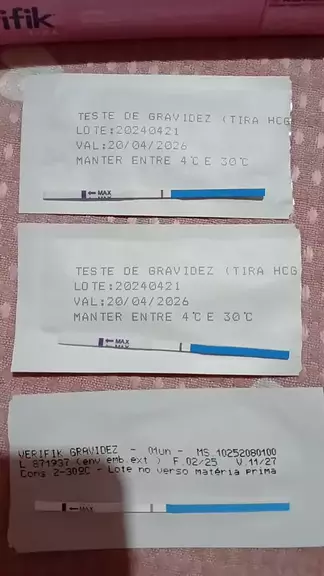 ifik
TESTE DE GRAVIDEZ (TIRA HCG
LOTE:20240421
VAL:20/04/2026
MANTER ENTRE 4℃ E 30℃
← MAX
TESTE DE GRAVIDEZ (TIRA HCG
LOTE:20240421
VAL:20/04/2026
MANTER ENTRE 4℃ E 30℃
← MAX
VERIFIK GRAVIDEZ - 01un - MS 10252080100
L 871937 (env emb.ext.) F.02/25 V.11/27
Cons 2-30ºC - Lote no verso matéria prima
← MAX